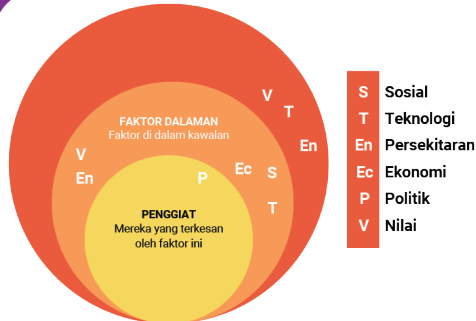 V
T
En
FAKTOR DALAMAN
Faktor di dalam kawalan
V
En
P
Ec
S
T
PENGGIAT
Mereka yang terkesan
oleh faktor ini
S Sosial
T Teknologi
En Persekitaran
Ec Ekonomi
P Politik
V Nilai